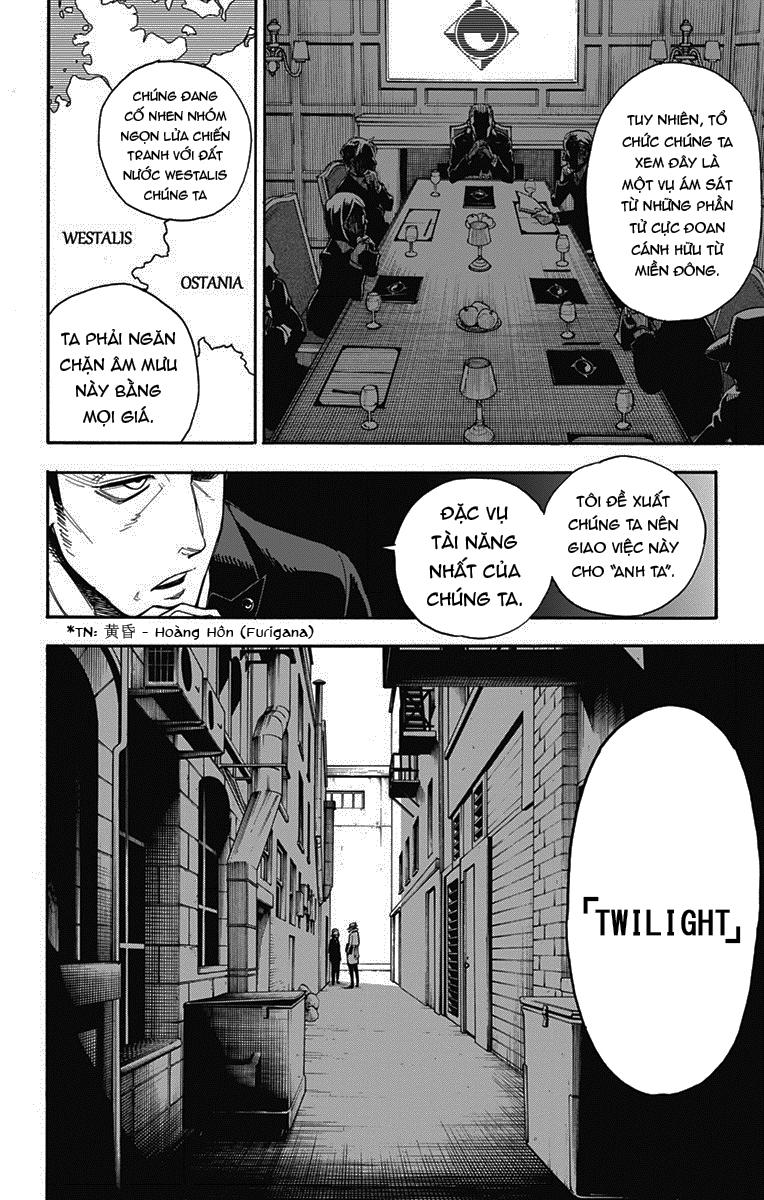 TUY NHIÊN, TỔ
CHỨC CHÚNG TA
XEM ĐÂY LÀ
MỘT VỤ ÁM SÁT
TỪ NHỮNG PHẦN
TỬ CỰC ĐOAN
CÁNH HỮU TỪ
MIỀN ĐÔNG.
CHÚNG ĐANG
CỐ NHEN NHÓM
NGỌN LỬA CHIẾN
TRANH VỚI ĐẤT
NƯỚC WESTALIS
CHÚNG TA
WESTALIS
OSTANIA
TA PHẢI NGĂN
CHẶN ÂM MƯU
NÀY BẰNG
MỌI GIÁ.
TÔI ĐỀ XUẤT
CHÚNG TA NÊN
GIAO VIỆC NÀY
CHO “ANH TA”.
ĐẶC VỤ
TÀI NĂNG
NHẤT CỦA
CHÚNG TA.
*TN: 黄昏 - Hoàng Hôn (Furigana)
「TWILIGHT」